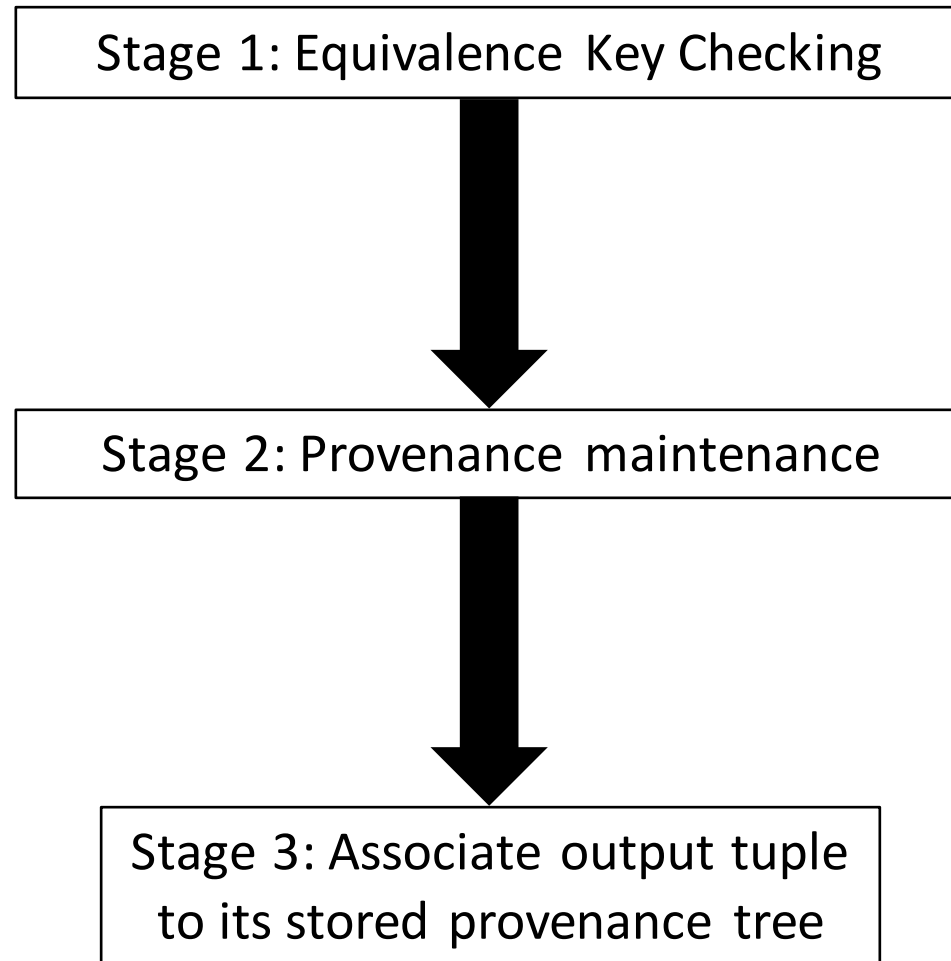 Stage 1: Equivalence Key Checking
Stage 2: Provenance maintenance
Stage 3: Associate output tuple
to its stored provenance tree